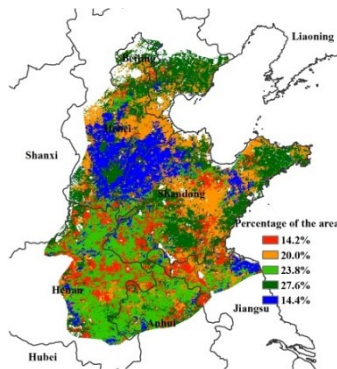 Liaoning
Beijing
Hebei
Shanxi
Shandong
Percentage of the area
14.2%
20.0%
23.8%
27.6%
14.4%
Henan
Jiangsu
Anhui
Hubei